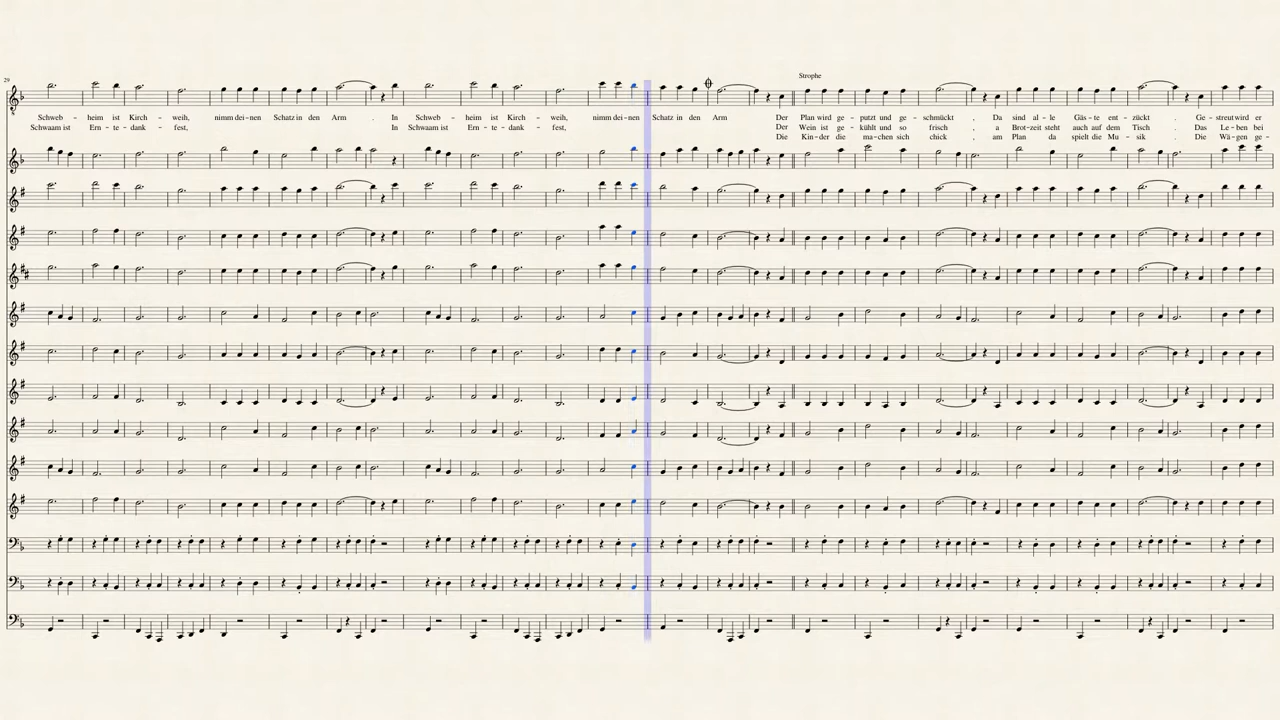 29
Strophe
Schweb - heim ist Kirch - weih, nimm dei - nen Schatz in den Arm . In Schweb - heim ist Kirch - weih, nimm dei - nen Schatz in den Arm Der Plan wird ge - putzt und ge - schmückt , Da sind al - le Gäs - te ent - zückt . Ge - streut wird er
Schwaam ist Ern - te - dank - fest, In Schwaam ist Ern - te - dank - fest, Der Wein ist ge - kühlt und so frisch , a Brot - zeit steht auch auf dem Tisch . Das Le - ben bei
Die Kin - der die ma - chen sich chick , am Plan da spielt die Mu - sik . Die Wä - gen ge -